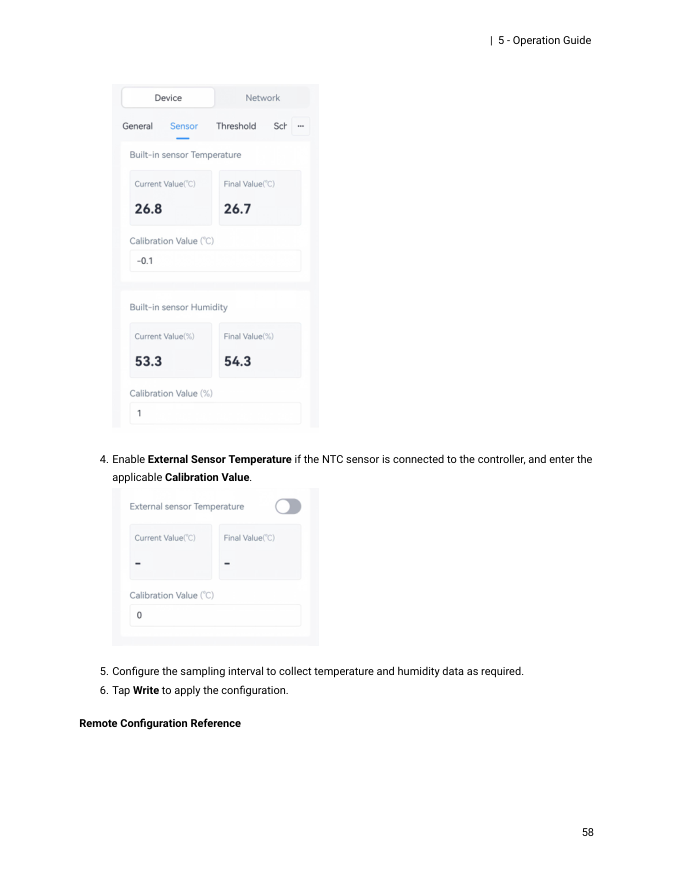 | 5 - Operation Guide
Device Network
General Sensor Threshold Sch ···
Built-in sensor Temperature
Current Value(℃) Final Value(℃)
26.8 26.7
Calibration Value (℃)
-0.1
Built-in sensor Humidity
Current Value(%) Final Value(%)
53.3 54.3
Calibration Value (%)
1
4. Enable External Sensor Temperature if the NTC sensor is connected to the controller, and enter the
applicable Calibration Value.
External sensor Temperature
Current Value(℃) Final Value(℃)
- -
Calibration Value (℃)
0
5. Configure the sampling interval to collect temperature and humidity data as required.
6. Tap Write to apply the configuration.
Remote Configuration Reference
58